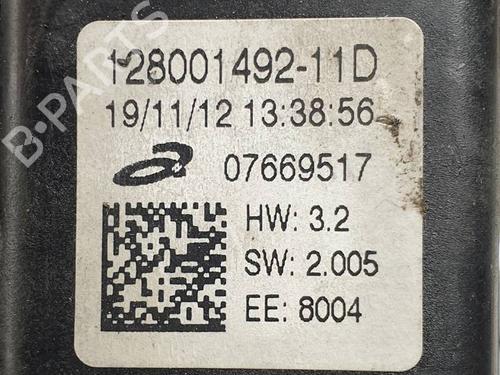 B-PARTS
128001492-11D
19/11/12 13:38:56
07669517
HW: 3.2
SW: 2.005
EE: 8004